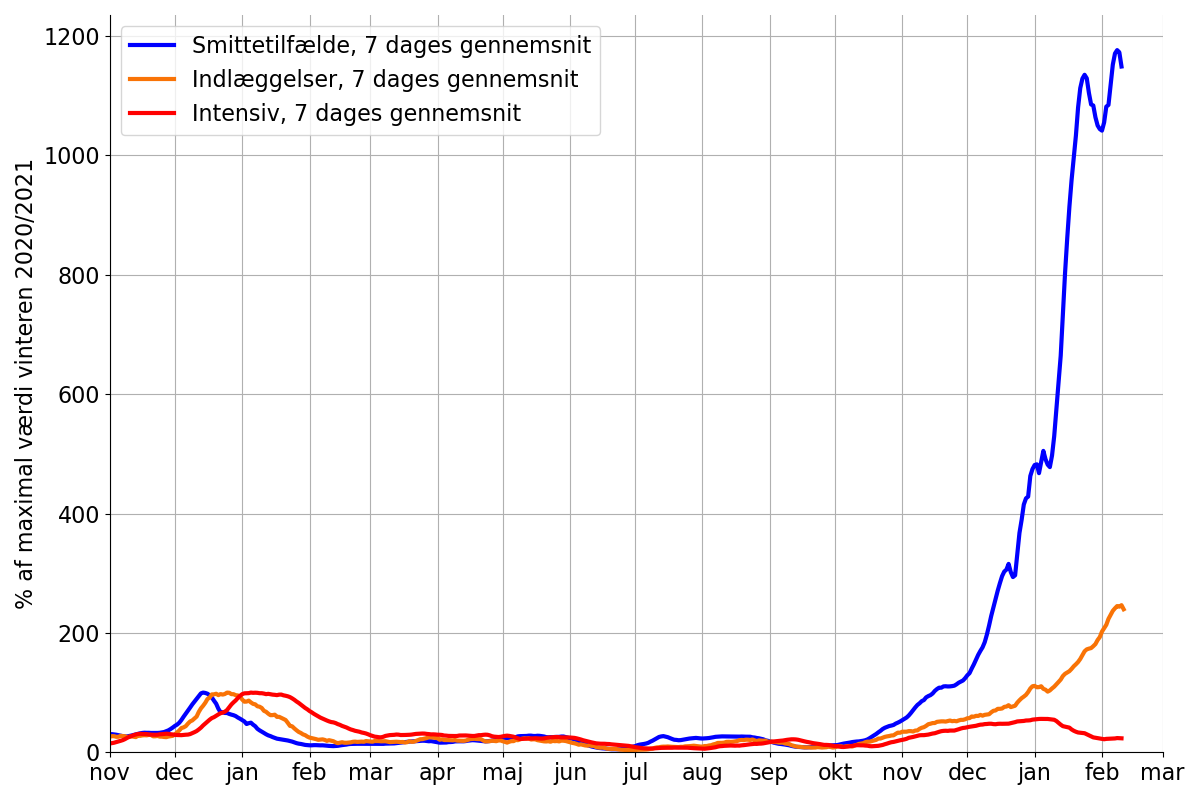 Smittetilfælde, 7 dages gennemsnit
Indlæggelser, 7 dages gennemsnit
Intensiv, 7 dages gennemsnit
% af maximal værdi vinteren 2020/2021
1200
1000
800
600
400
200
0
nov dec jan feb mar apr maj jun jul aug sep okt nov dec jan feb mar